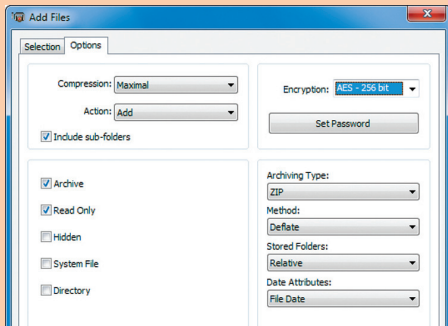 Add Files
Selection
Options
Compression: Maximal
Action: Add
Include sub-folders
Encryption: AES - 256 bit
Set Password
Archive
Read Only
Hidden
System File
Directory
Archiving Type:
ZIP
Method:
Deflate
Stored Folders:
Relative
Date Attributes:
File Date